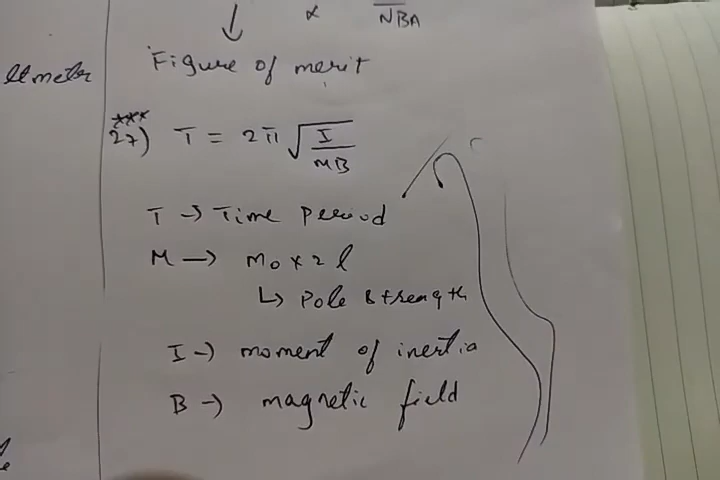 ↓ ∝ NBA
Figure of merit
***
27) T = 2π √(I/MB)
T → Time Period
M → m₀ × 2l
↳ Pole Strength
I → moment of inertia
B → magnetic field